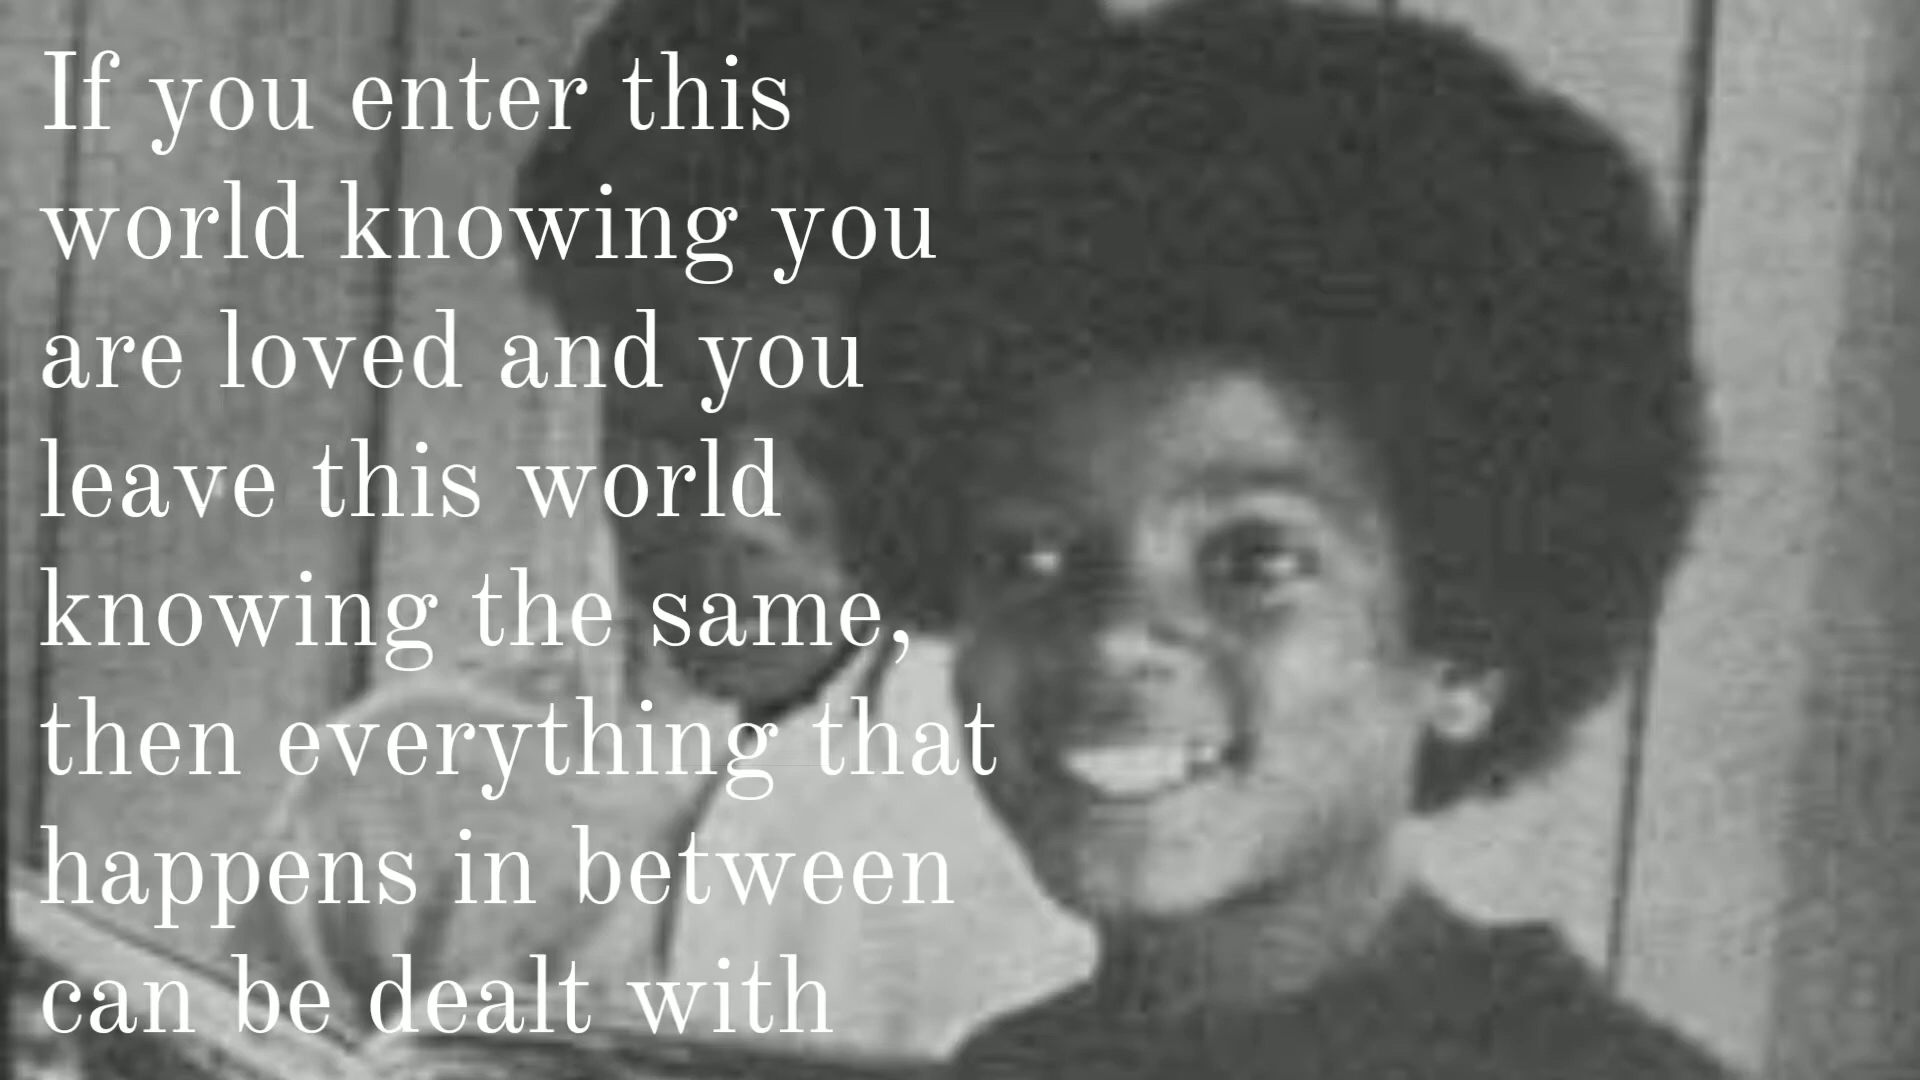 If you enter this
world knowing you
are loved and you
leave this world
knowing the same,
then everything that
happens in between
can be dealt with